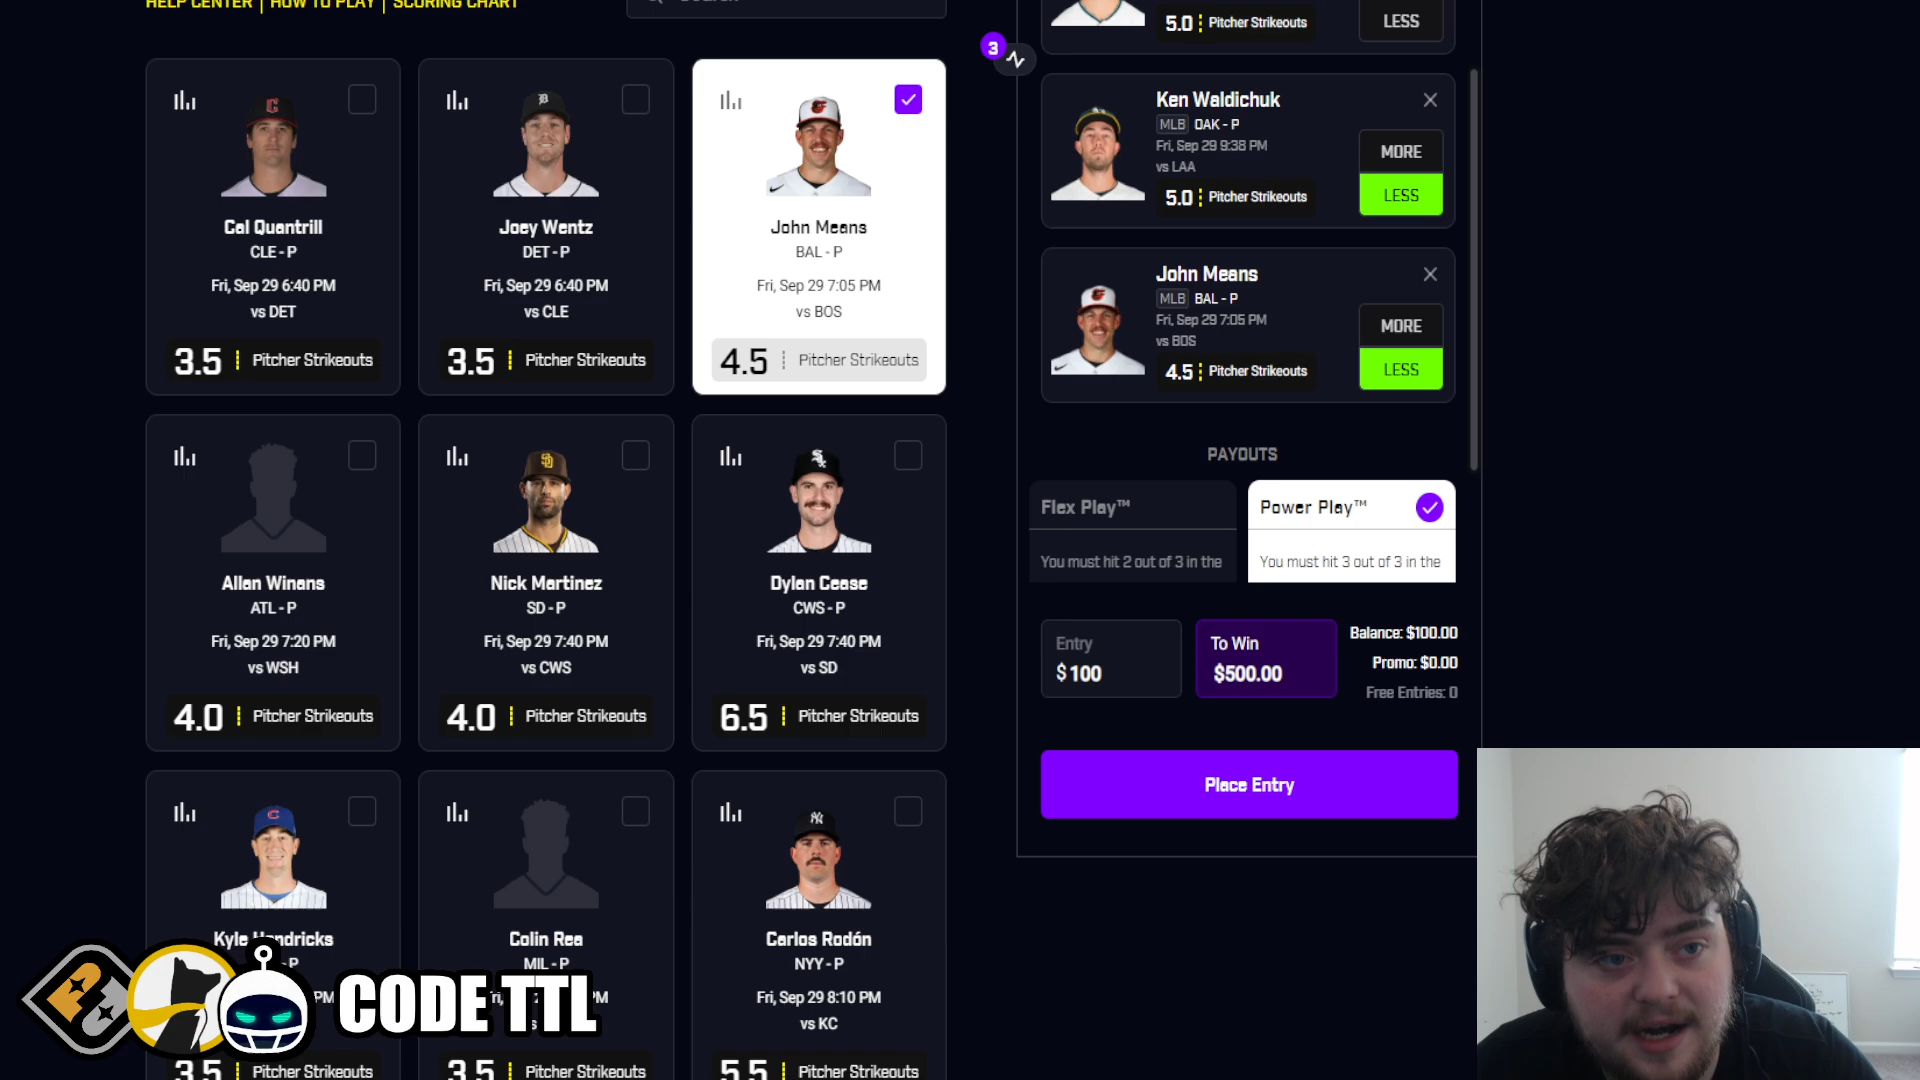 HELP CENTER | HOW TO PLAY | SCORING CHART
Search
Cal Quantrill
CLE - P
Fri, Sep 29 6:40 PM
vs DET
3.5 Pitcher Strikeouts
Joey Wentz
DET - P
Fri, Sep 29 6:40 PM
vs CLE
3.5 Pitcher Strikeouts
John Means
BAL - P
Fri, Sep 29 7:05 PM
vs BOS
4.5 Pitcher Strikeouts
Allan Winans
ATL - P
Fri, Sep 29 7:20 PM
vs WSH
4.0 Pitcher Strikeouts
Nick Martinez
SD - P
Fri, Sep 29 7:40 PM
vs CWS
4.0 Pitcher Strikeouts
Dylan Cease
CWS - P
Fri, Sep 29 7:40 PM
vs SD
6.5 Pitcher Strikeouts
Kyle Hendricks
- P
PM
3.5 Pitcher Strikeouts
Colin Rea
MIL - P
PM
3.5 Pitcher Strikeouts
Carlos Rodón
NYY - P
Fri, Sep 29 8:10 PM
vs KC
5.5 Pitcher Strikeouts
CODE TTL
3
5.0 Pitcher Strikeouts
LESS
Ken Waldichuk
MLB OAK - P
Fri, Sep 29 9:38 PM
vs LAA
5.0 Pitcher Strikeouts
MORE
LESS
John Means
MLB BAL - P
Fri, Sep 29 7:05 PM
vs BOS
4.5 Pitcher Strikeouts
MORE
LESS
PAYOUTS
Flex Play™
You must hit 2 out of 3 in the
Power Play™
You must hit 3 out of 3 in the
Entry
$ 100
To Win
$500.00
Balance: $100.00
Promo: $0.00
Free Entries: 0
Place Entry